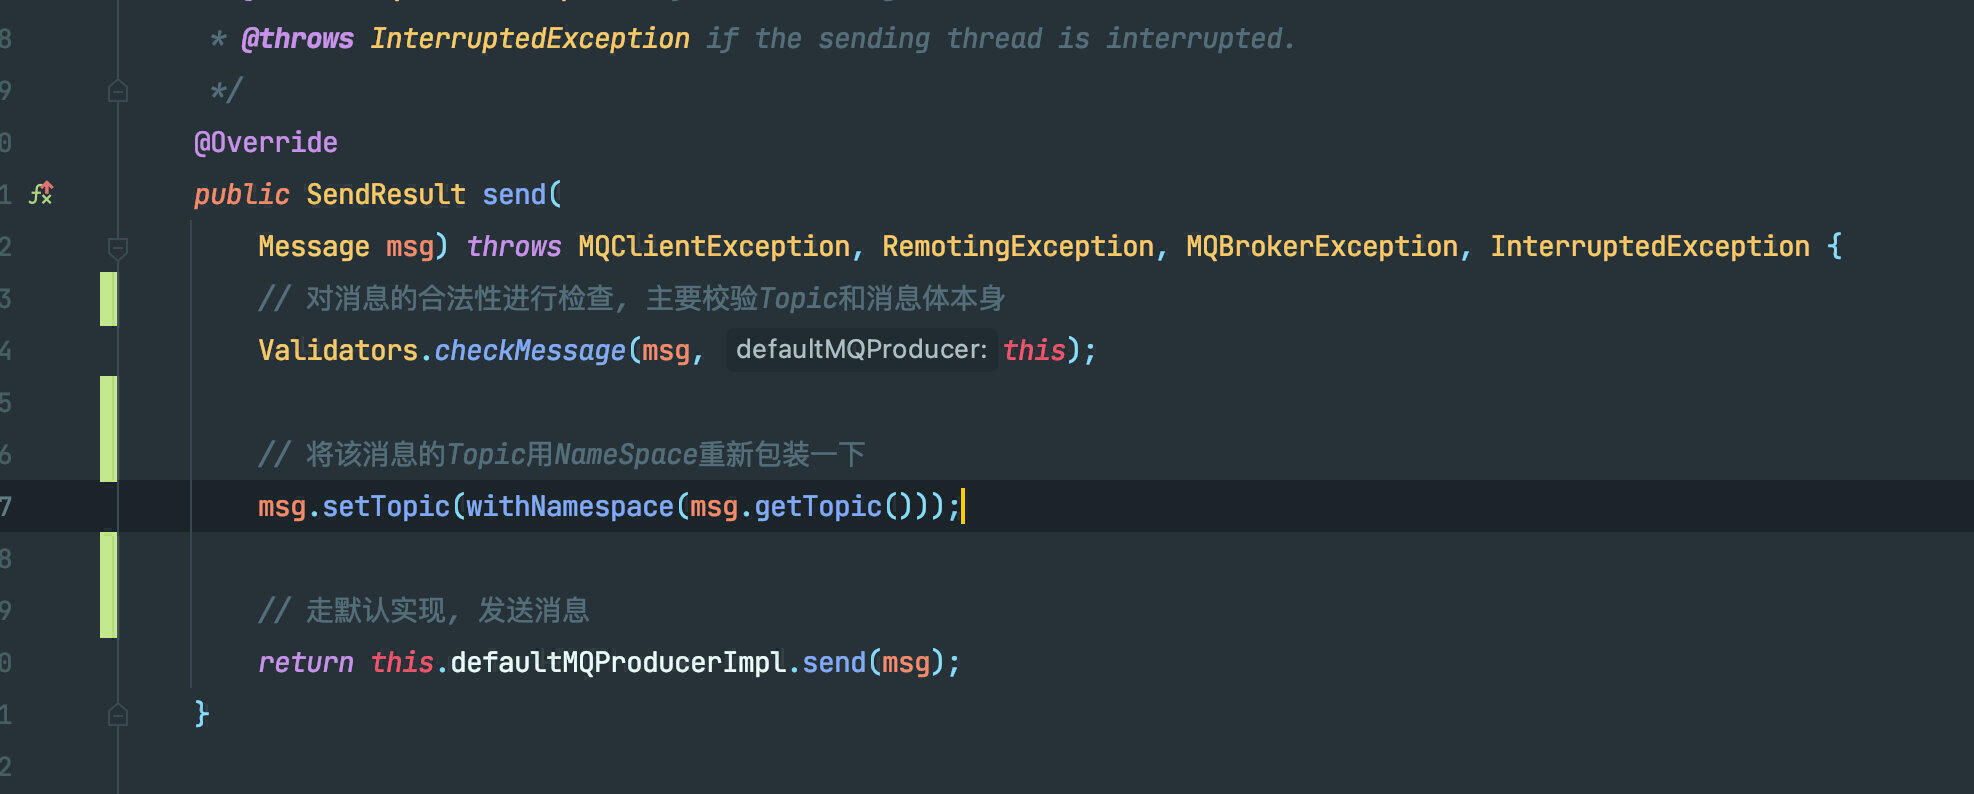 8 * @throws InterruptedException if the sending thread is interrupted.
9 */
0 @Override
1 public SendResult send(
2 Message msg) throws MQClientException, RemotingException, MQBrokerException, InterruptedException {
3 // 对消息的合法性进行检查, 主要校验Topic和消息体本身
4 Validators.checkMessage(msg, defaultMQProducer: this);
5
6 // 将该消息的Topic用NameSpace重新包装一下
7 msg.setTopic(withNamespace(msg.getTopic()));
8
9 // 走默认实现, 发送消息
0 return this.defaultMQProducerImpl.send(msg);
1 }
2